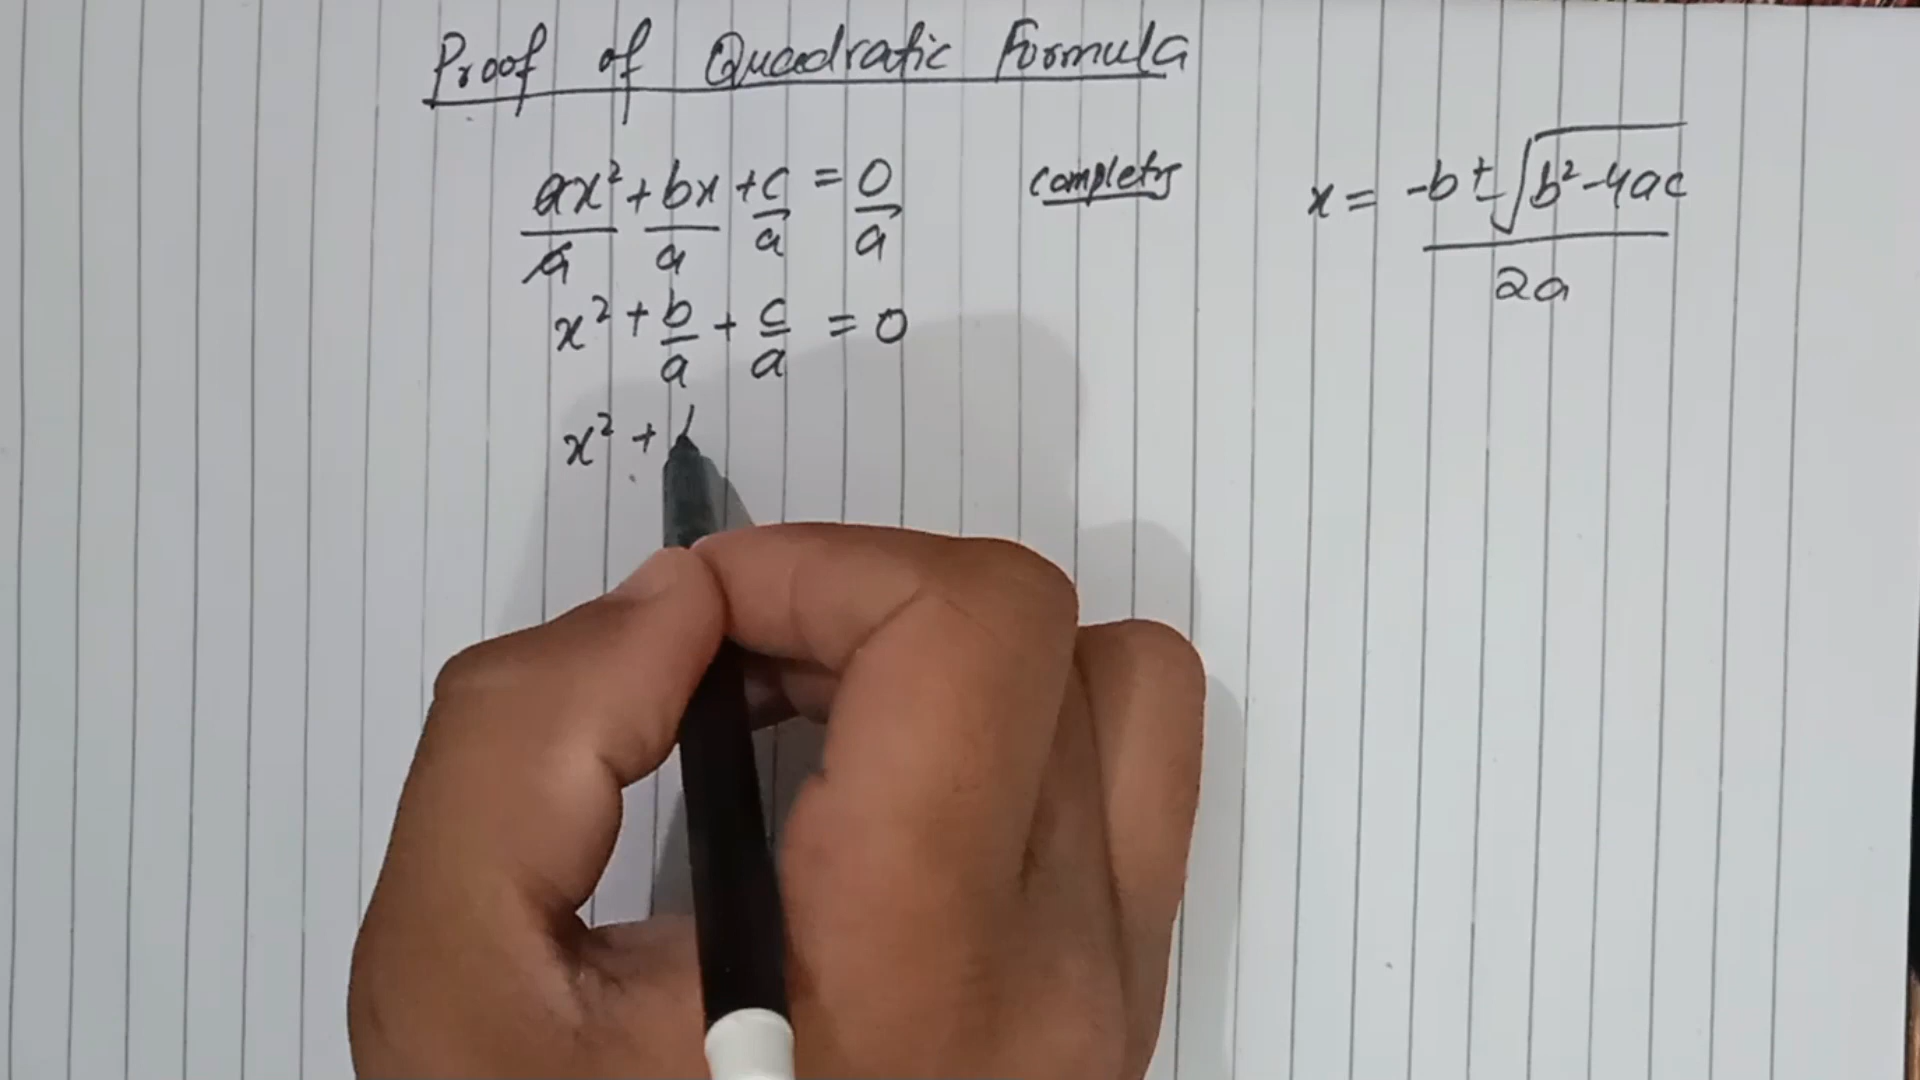 Proof of Quadratic Formula
ax²/a + bx/a + c/a = 0/a
completing
x = -b ± √(b²-4ac) / 2a
x² + b/a + c/a = 0
x² +